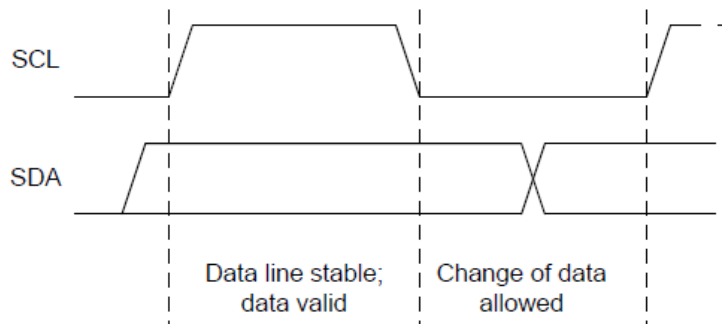 SCL
SDA
Data line stable;
data valid
Change of data
allowed